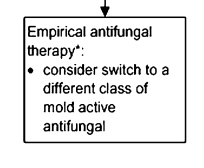 Empirical antifungal
therapy*:
• consider switch to a
different class of
mold active
antifungal